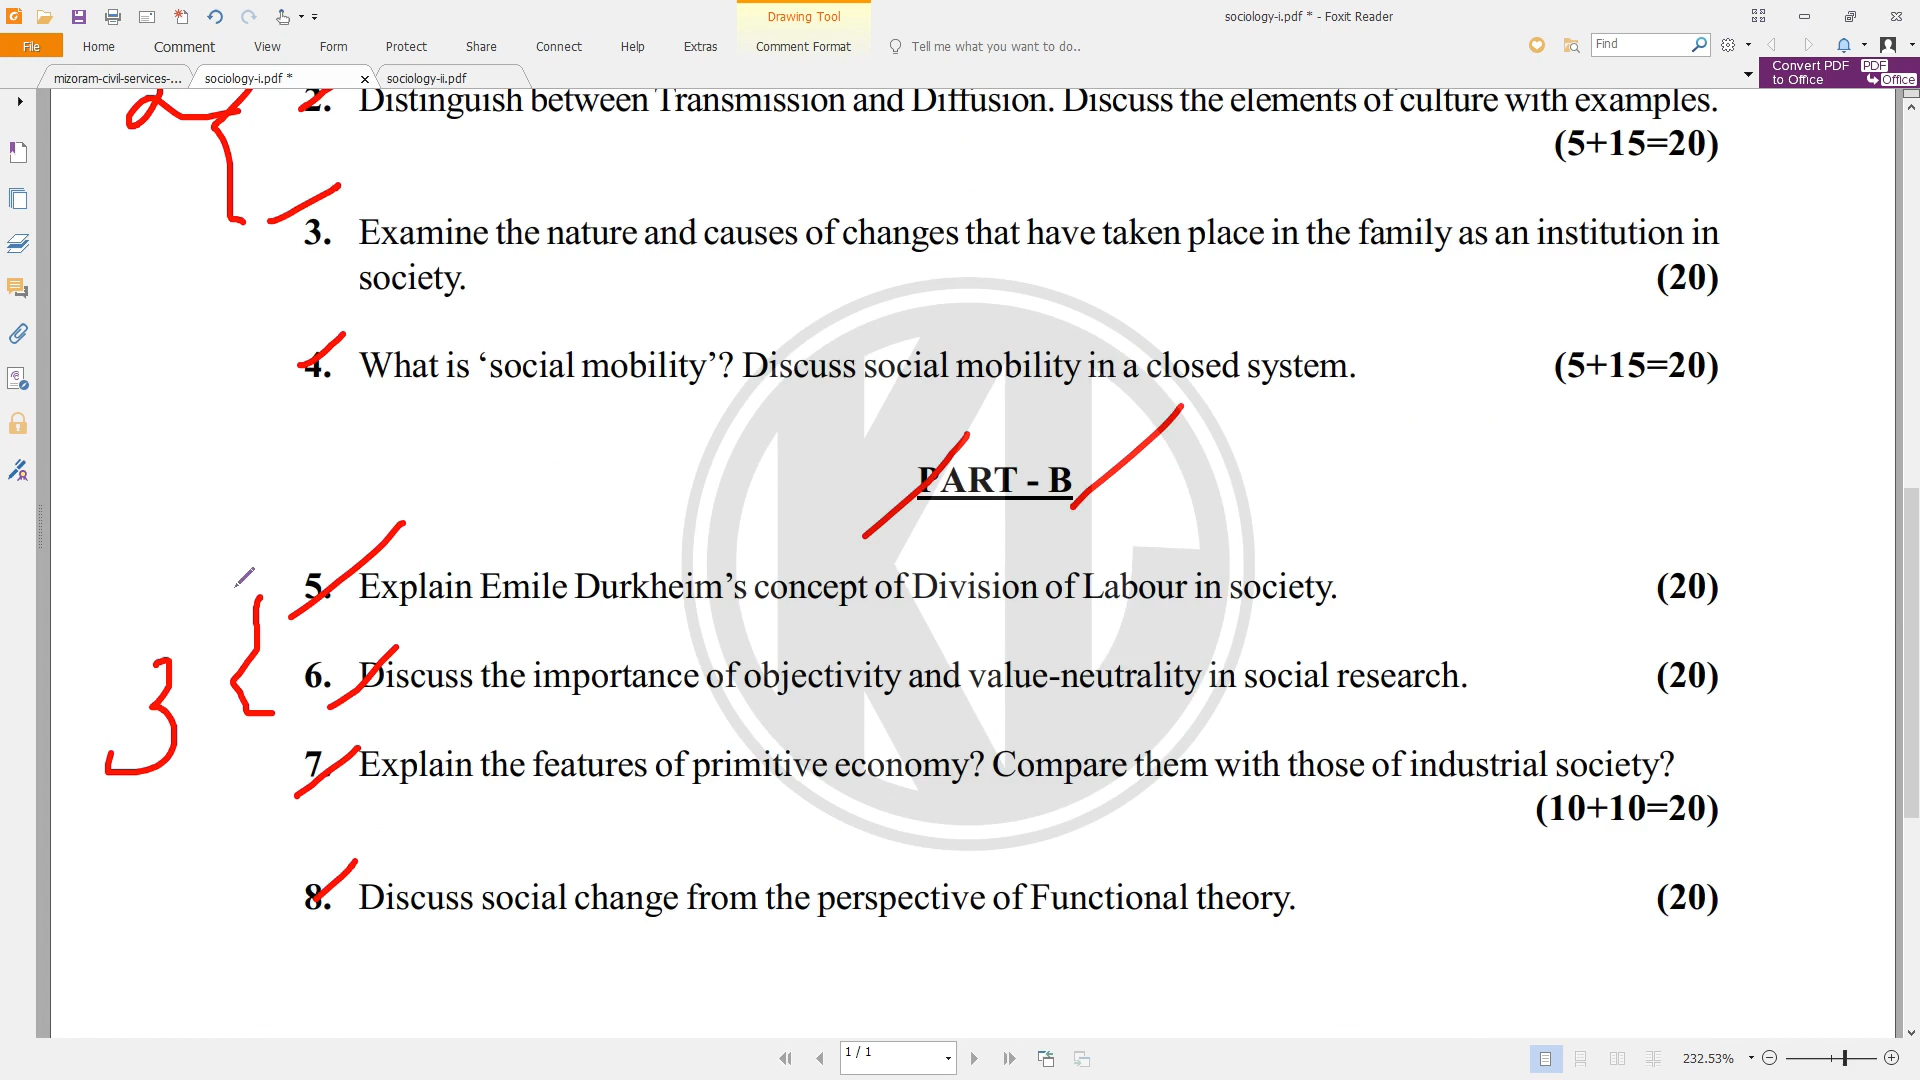 Drawing Tool
sociology-i.pdf * - Foxit Reader
File Home Comment View Form Protect Share Connect Help Extras Comment Format Tell me what you want to do.. Find
mizoram-civil-services-... sociology-i.pdf * sociology-ii.pdf
Convert PDF to Office
PDF Office
2. Distinguish between Transmission and Diffusion. Discuss the elements of culture with examples.
(5+15=20)
3. Examine the nature and causes of changes that have taken place in the family as an institution in
society. (20)
4. What is ‘social mobility’? Discuss social mobility in a closed system. (5+15=20)
PART - B
5. Explain Emile Durkheim’s concept of Division of Labour in society. (20)
6. Discuss the importance of objectivity and value-neutrality in social research. (20)
3
7. Explain the features of primitive economy? Compare them with those of industrial society?
(10+10=20)
8. Discuss social change from the perspective of Functional theory. (20)
1 / 1
232.53%